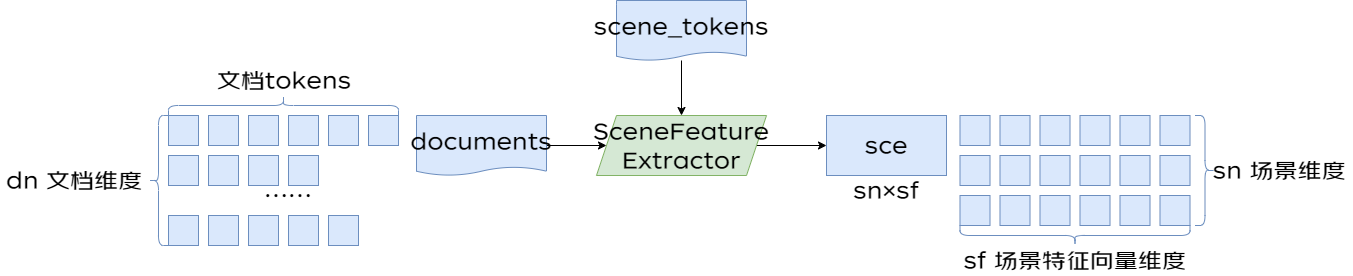 scene_tokens
文档tokens
documents
SceneFeature
Extractor
sce
sn×sf
dn 文档维度
……
sn 场景维度
sf 场景特征向量维度